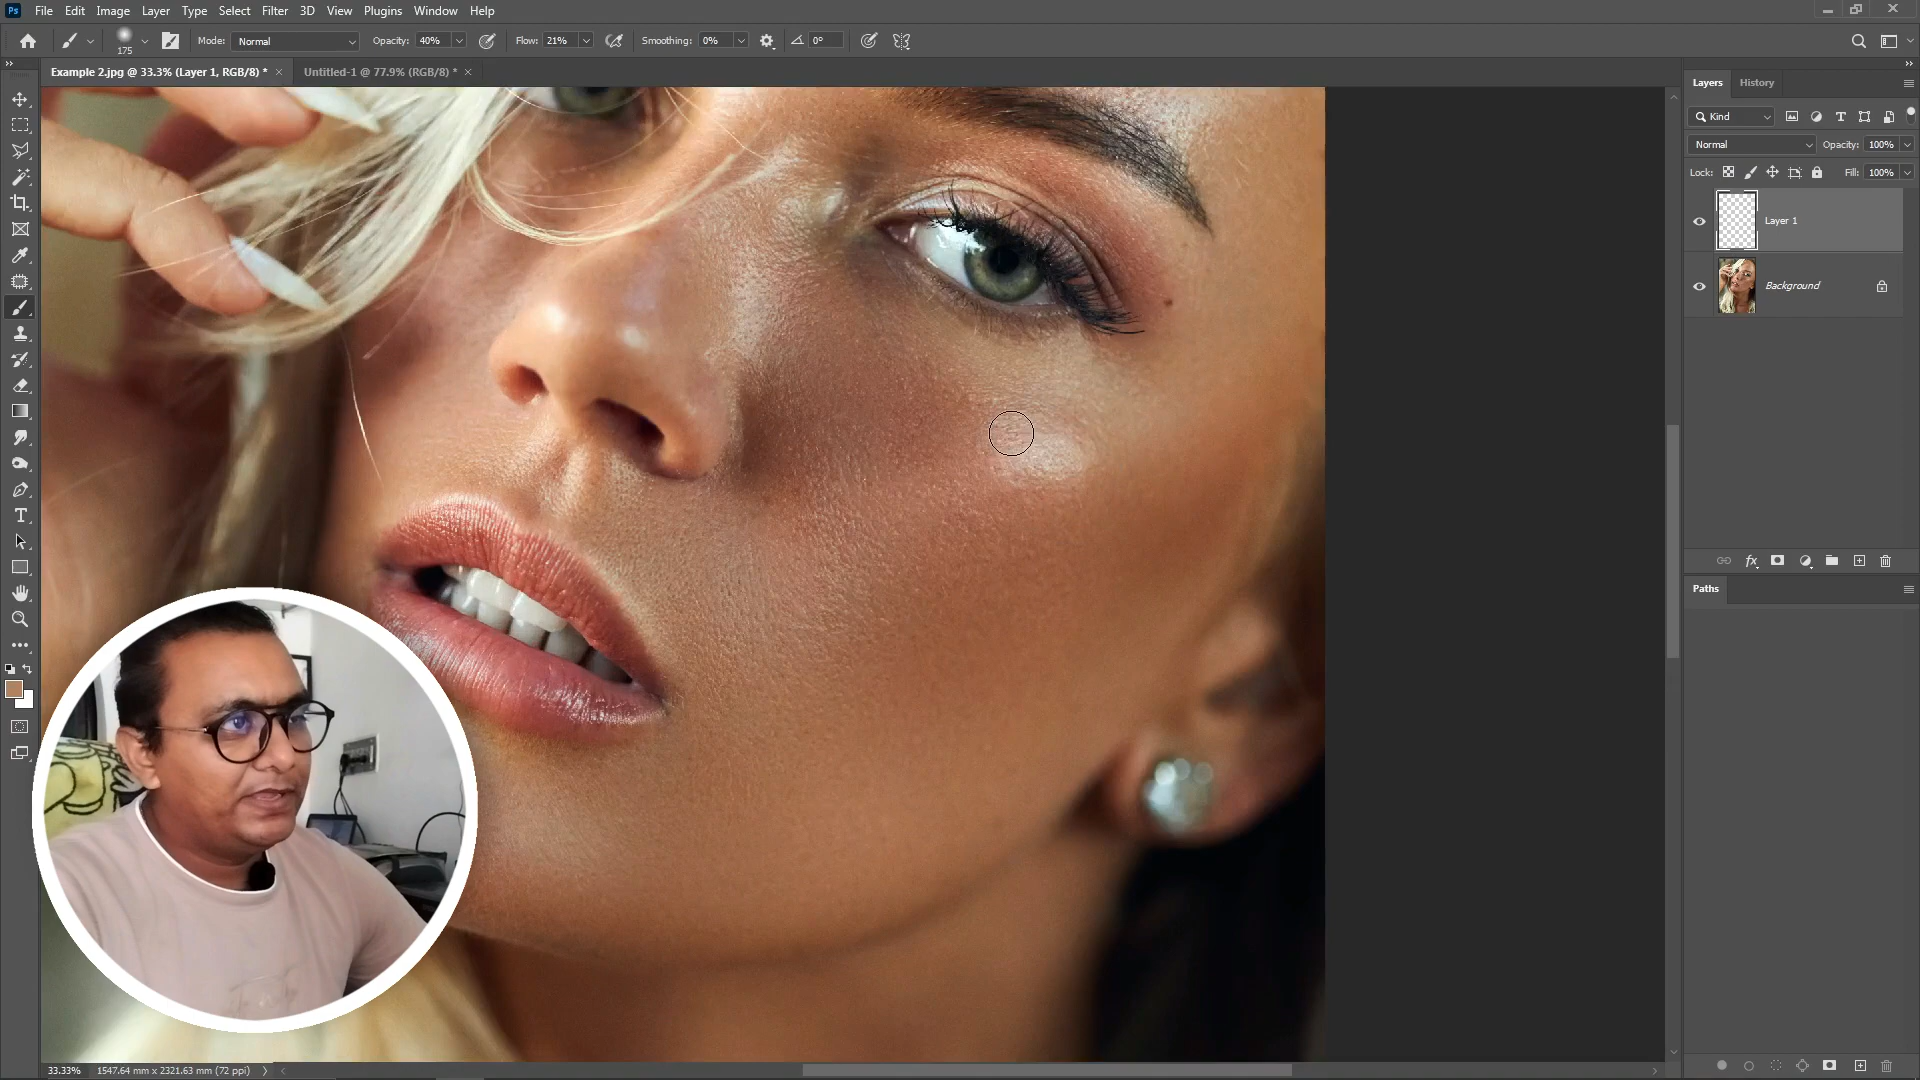 Ps File Edit Image Layer Type Select Filter 3D View Plugins Window Help
175 Mode: Normal Opacity: 40% Flow: 21% Smoothing: 0% 0°
Example 2.jpg @ 33.3% (Layer 1, RGB/8) * × Untitled-1 @ 77.9% (RGB/8) * ×
Layers History
Kind
Normal Opacity: 100%
Lock: Fill: 100%
Layer 1
Background
fx
Paths
33.33% 1547.64 mm x 2321.63 mm (72 ppi)